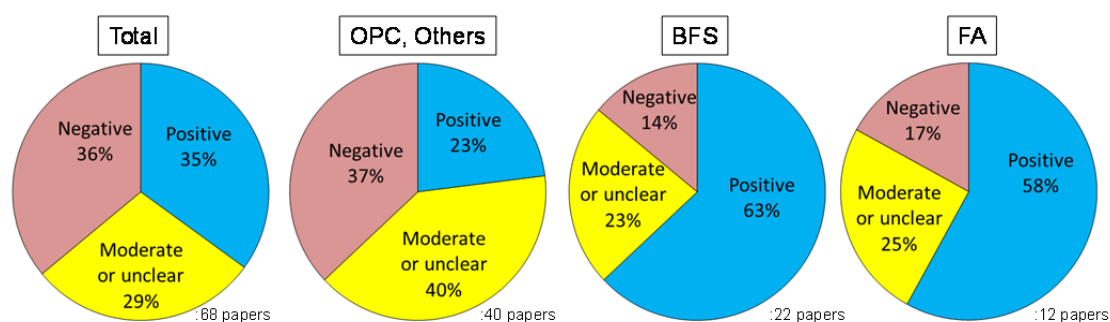 Total
Negative
36%
Positive
35%
Moderate
or unclear
29%
:68 papers
OPC, Others
Negative
37%
Positive
23%
Moderate
or unclear
40%
:40 papers
BFS
Negative
14%
Moderate
or unclear
23%
Positive
63%
:22 papers
FA
Negative
17%
Moderate
or unclear
25%
Positive
58%
:12 papers